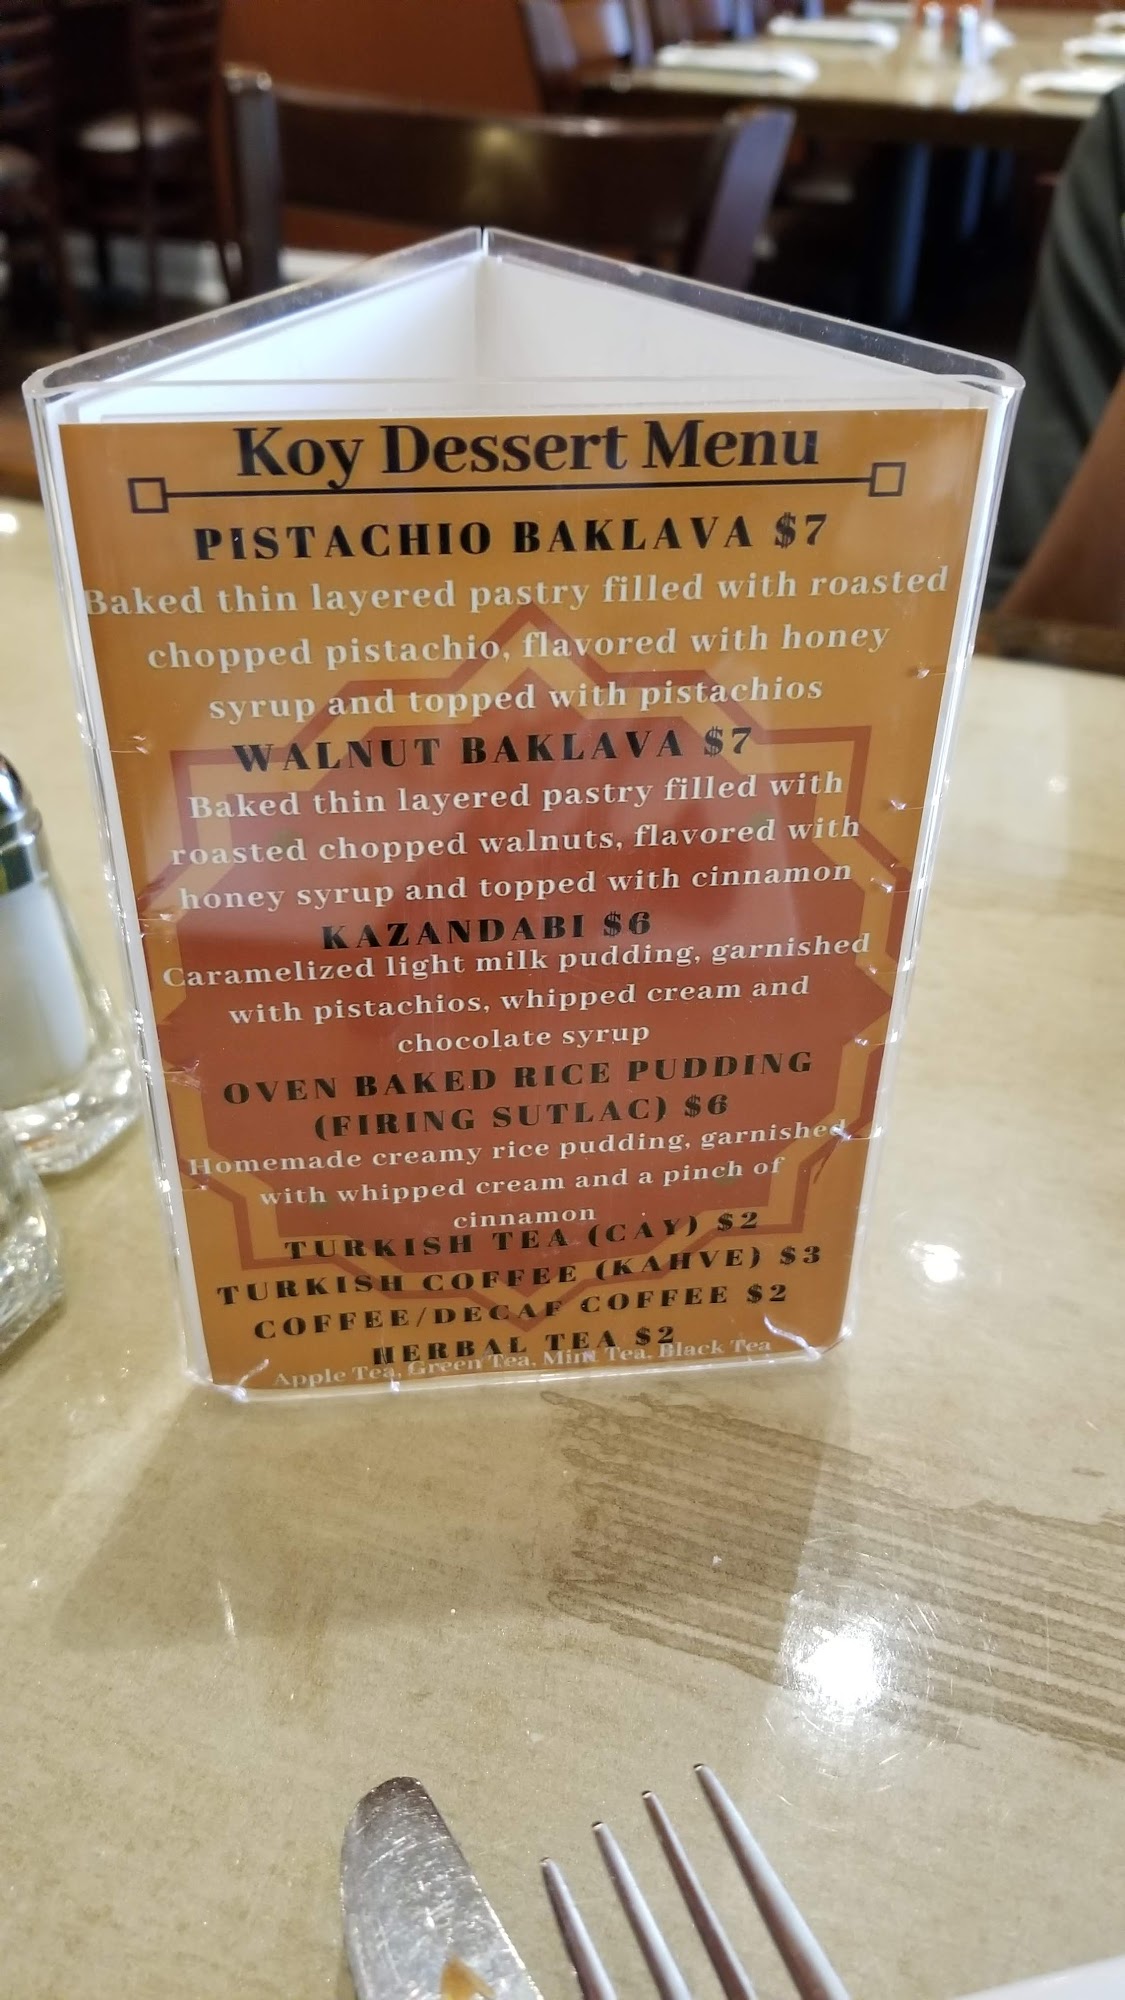 Koy Dessert Menu
PISTACHIO BAKLAVA $7
Baked thin layered pastry filled with roasted
chopped pistachio, flavored with honey
syrup and topped with pistachios
WALNUT BAKLAVA $7
Baked thin layered pastry filled with
roasted chopped walnuts, flavored with
honey syrup and topped with cinnamon
KAZANDABI $6
Caramelized light milk pudding, garnished
with pistachios, whipped cream and
chocolate syrup
OVEN BAKED RICE PUDDING
(FIRING SUTLAC) $6
Homemade creamy rice pudding, garnished
with whipped cream and a pinch of
cinnamon
TURKISH TEA (CAY) $2
TURKISH COFFEE (KAHVE) $3
COFFEE/DECAF COFFEE $2
HERBAL TEA $2
Apple Tea, Green Tea, Mint Tea, Black Tea